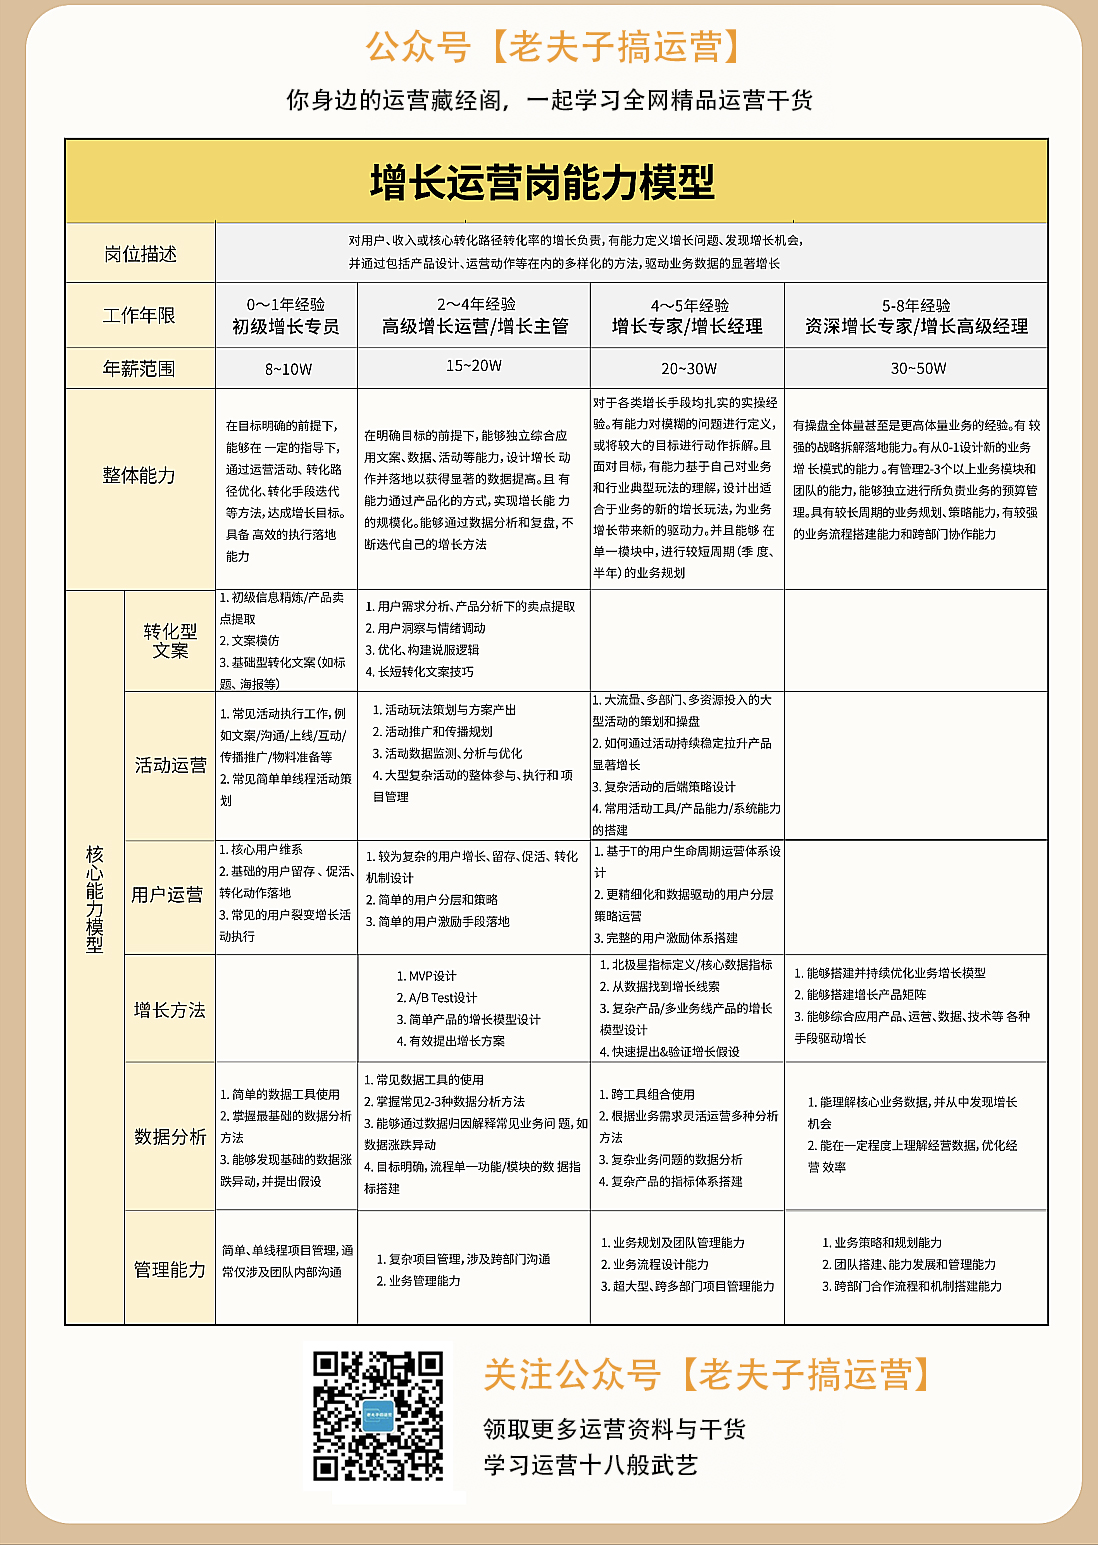 公众号【老夫子搞运营】
你身边的运营藏经阁，一起学习全网精品运营干货
增长运营岗能力模型
岗位描述
对用户、收入或核心转化路径转化率的增长负责，有能力定义增长问题、发现增长机会，
并通过包括产品设计、运营动作等在内的多样化的方法，驱动业务数据的显著增长
工作年限
0～1年经验
初级增长专员
2～4年经验
高级增长运营/增长主管
4～5年经验
增长专家/增长经理
5-8年经验
资深增长专家/增长高级经理
年薪范围
8~10W
15~20W
20~30W
30~50W
整体能力
在目标明确的前提下，
能够在 一定的指导下，
通过运营活动、转化路
径优化、转化手段迭代
等方法，达成增长目标。
具备 高效的执行落地
能力
在明确目标的前提下，能够独立综合应
用文案、数据、活动等能力，设计增长 动
作并落地以获得显著的数据提高。且 有
能力通过产品化的方式，实现增长能 力
的规模化。能够通过数据分析和复盘，不
断迭代自己的增长方法
对于各类增长手段均扎实的实操经
验。有能力对模糊的问题进行定义，
或将较大的目标进行动作拆解。且
面对目标，有能力基于自己对业务
和行业典型玩法的理解，设计出适
合于业务的新的增长玩法，为业务
增长带来新的驱动力。并且能够 在
单一模块中，进行较短周期（季 度、
半年）的业务规划
有操盘全体量甚至是更高体量业务的经验。有 较
强的战略拆解落地能力。有从0-1设计新的业务
增 长模式的能力 。有管理2-3个以上业务模块和
团队的能力，能够独立进行所负责业务的预算管
理。具有较长周期的业务规划、策略能力，有较强
的业务流程搭建能力和跨部门协作能力
核心能力模型
转化型
文案
1. 初级信息精炼/产品卖
点提取
2. 文案模仿
3. 基础型转化文案（如标
题、海报等）
1. 用户需求分析、产品分析下的卖点提取
2. 用户洞察与情绪调动
3. 优化、构建说服逻辑
4. 长短转化文案技巧
活动运营
1. 常见活动执行工作，例
如文案/沟通/上线/互动/
传播推广/物料准备等
2. 常见简单单线程活动策
划
1. 活动玩法策划与方案产出
2. 活动推广和传播规划
3. 活动数据监测、分析与优化
4. 大型复杂活动的整体参与、执行和 项
目管理
1. 大流量、多部门、多资源投入的大
型活动的策划和操盘
2. 如何通过活动持续稳定拉升产品
显著增长
3. 复杂活动的后端策略设计
4. 常用活动工具/产品能力/系统能力
的搭建
用户运营
1. 核心用户维系
2. 基础的用户留存 、促活、
转化动作落地
3. 常见的用户裂变增长活
动执行
1. 较为复杂的用户增长、留存、促活、 转化
机制设计
2. 简单的用户分层和策略
3. 简单的用户激励手段落地
1. 基于T的用户生命周期运营体系设
计
2. 更精细化和数据驱动的用户分层
策略运营
3. 完整的用户激励体系搭建
增长方法
1. MVP设计
2. A/B Test设计
3. 简单产品的增长模型设计
4. 有效提出增长方案
1. 北极星指标定义/核心数据指标
2. 从数据找到增长线索
3. 复杂产品/多业务线产品的增长
模型设计
4. 快速提出&验证增长假设
1. 能够搭建并持续优化业务增长模型
2. 能够搭建增长产品矩阵
3. 能够综合应用产品、运营、数据、技术等 各种
手段驱动增长
数据分析
1. 简单的数据工具使用
2. 掌握最基础的数据分析
方法
3. 能够发现基础的数据涨
跌异动，并提出假设
1. 常见数据工具的使用
2. 掌握常见2-3种数据分析方法
3. 能够通过数据归因解释常见业务问 题，如
数据涨跌异动
4. 目标明确，流程单一功能/模块的数 据指
标搭建
1. 跨工具组合使用
2. 根据业务需求灵活运营多种分析
方法
3. 复杂业务问题的数据分析
4. 复杂产品的指标体系搭建
1. 能理解核心业务数据，并从中发现增长
机会
2. 能在一定程度上理解经营数据，优化经
营 效率
管理能力
简单、单线程项目管理，通
常仅涉及团队内部沟通
1. 复杂项目管理，涉及跨部门沟通
2. 业务管理能力
1. 业务规划及团队管理能力
2. 业务流程设计能力
3. 超大型、跨多部门项目管理能力
1. 业务策略和规划能力
2. 团队搭建、能力发展和管理能力
3. 跨部门合作流程和机制搭建能力
关注公众号【老夫子搞运营】
领取更多运营资料与干货
学习运营十八般武艺